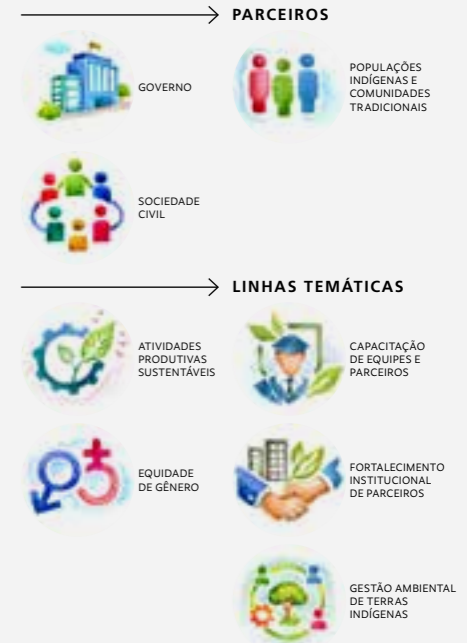 PARCEIROS
GOVERNO
POPULAÇÕES
INDÍGENAS E
COMUNIDADES
TRADICIONAIS
SOCIEDADE
CIVIL
LINHAS TEMÁTICAS
ATIVIDADES
PRODUTIVAS
SUSTENTÁVEIS
CAPACITAÇÃO
DE EQUIPES E
PARCEIROS
EQUIDADE
DE GÊNERO
FORTALECIMENTO
INSTITUCIONAL
DE PARCEIROS
GESTÃO AMBIENTAL
DE TERRAS
INDÍGENAS